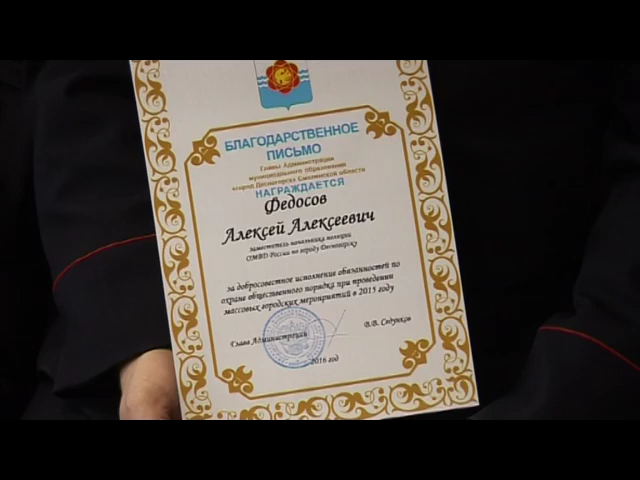 БЛАГОДАРСТВЕННОЕ
ПИСЬМО
Главы Администрации
муниципального образования
«город Десногорск» Смоленской области
НАГРАЖДАЕТСЯ
Федосов
Алексей Алексеевич
заместитель начальника полиции
ОМВД России по городу Десногорску
за добросовестное исполнение обязанностей по
охране общественного порядка при проведении
массовых городских мероприятий в 2015 году
Глава Администрации
В.В. Седунков
2016 год